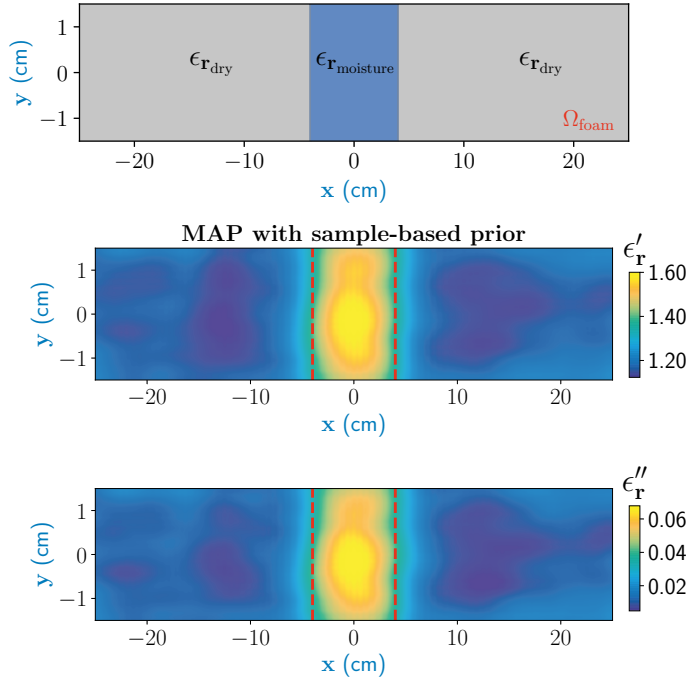 1
0
−1
y (cm)
ϵr_dry
ϵr_moisture
ϵr_dry
Ω_foam
−20 −10 0 10 20
x (cm)
MAP with sample-based prior
ϵ′r
1
0
−1
y (cm)
1.60
1.40
1.20
−20 −10 0 10 20
x (cm)
ϵ′′r
1
0
−1
y (cm)
0.06
0.04
0.02
−20 −10 0 10 20
x (cm)